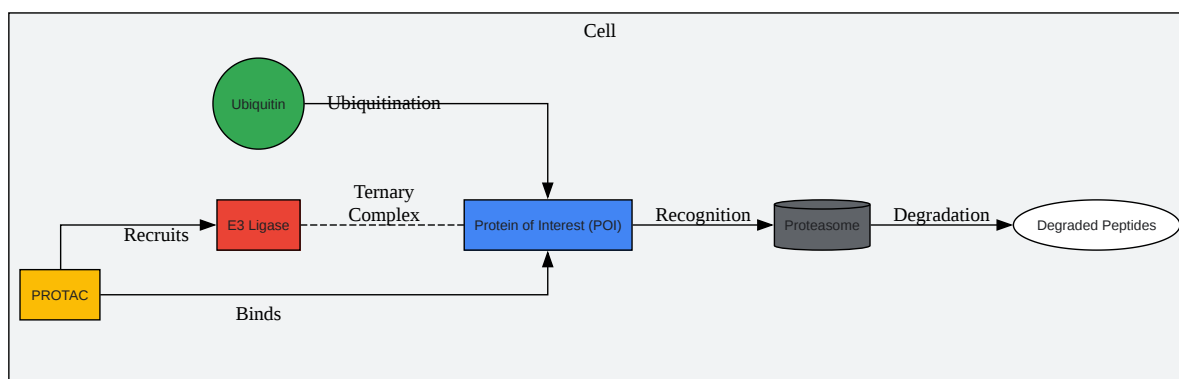 Cell
Ubiquitin
Ubiquitination
Ternary
Complex
E3 Ligase
Protein of Interest (POI)
Recognition
Proteasome
Degradation
Degraded Peptides
Recruits
PROTAC
Binds